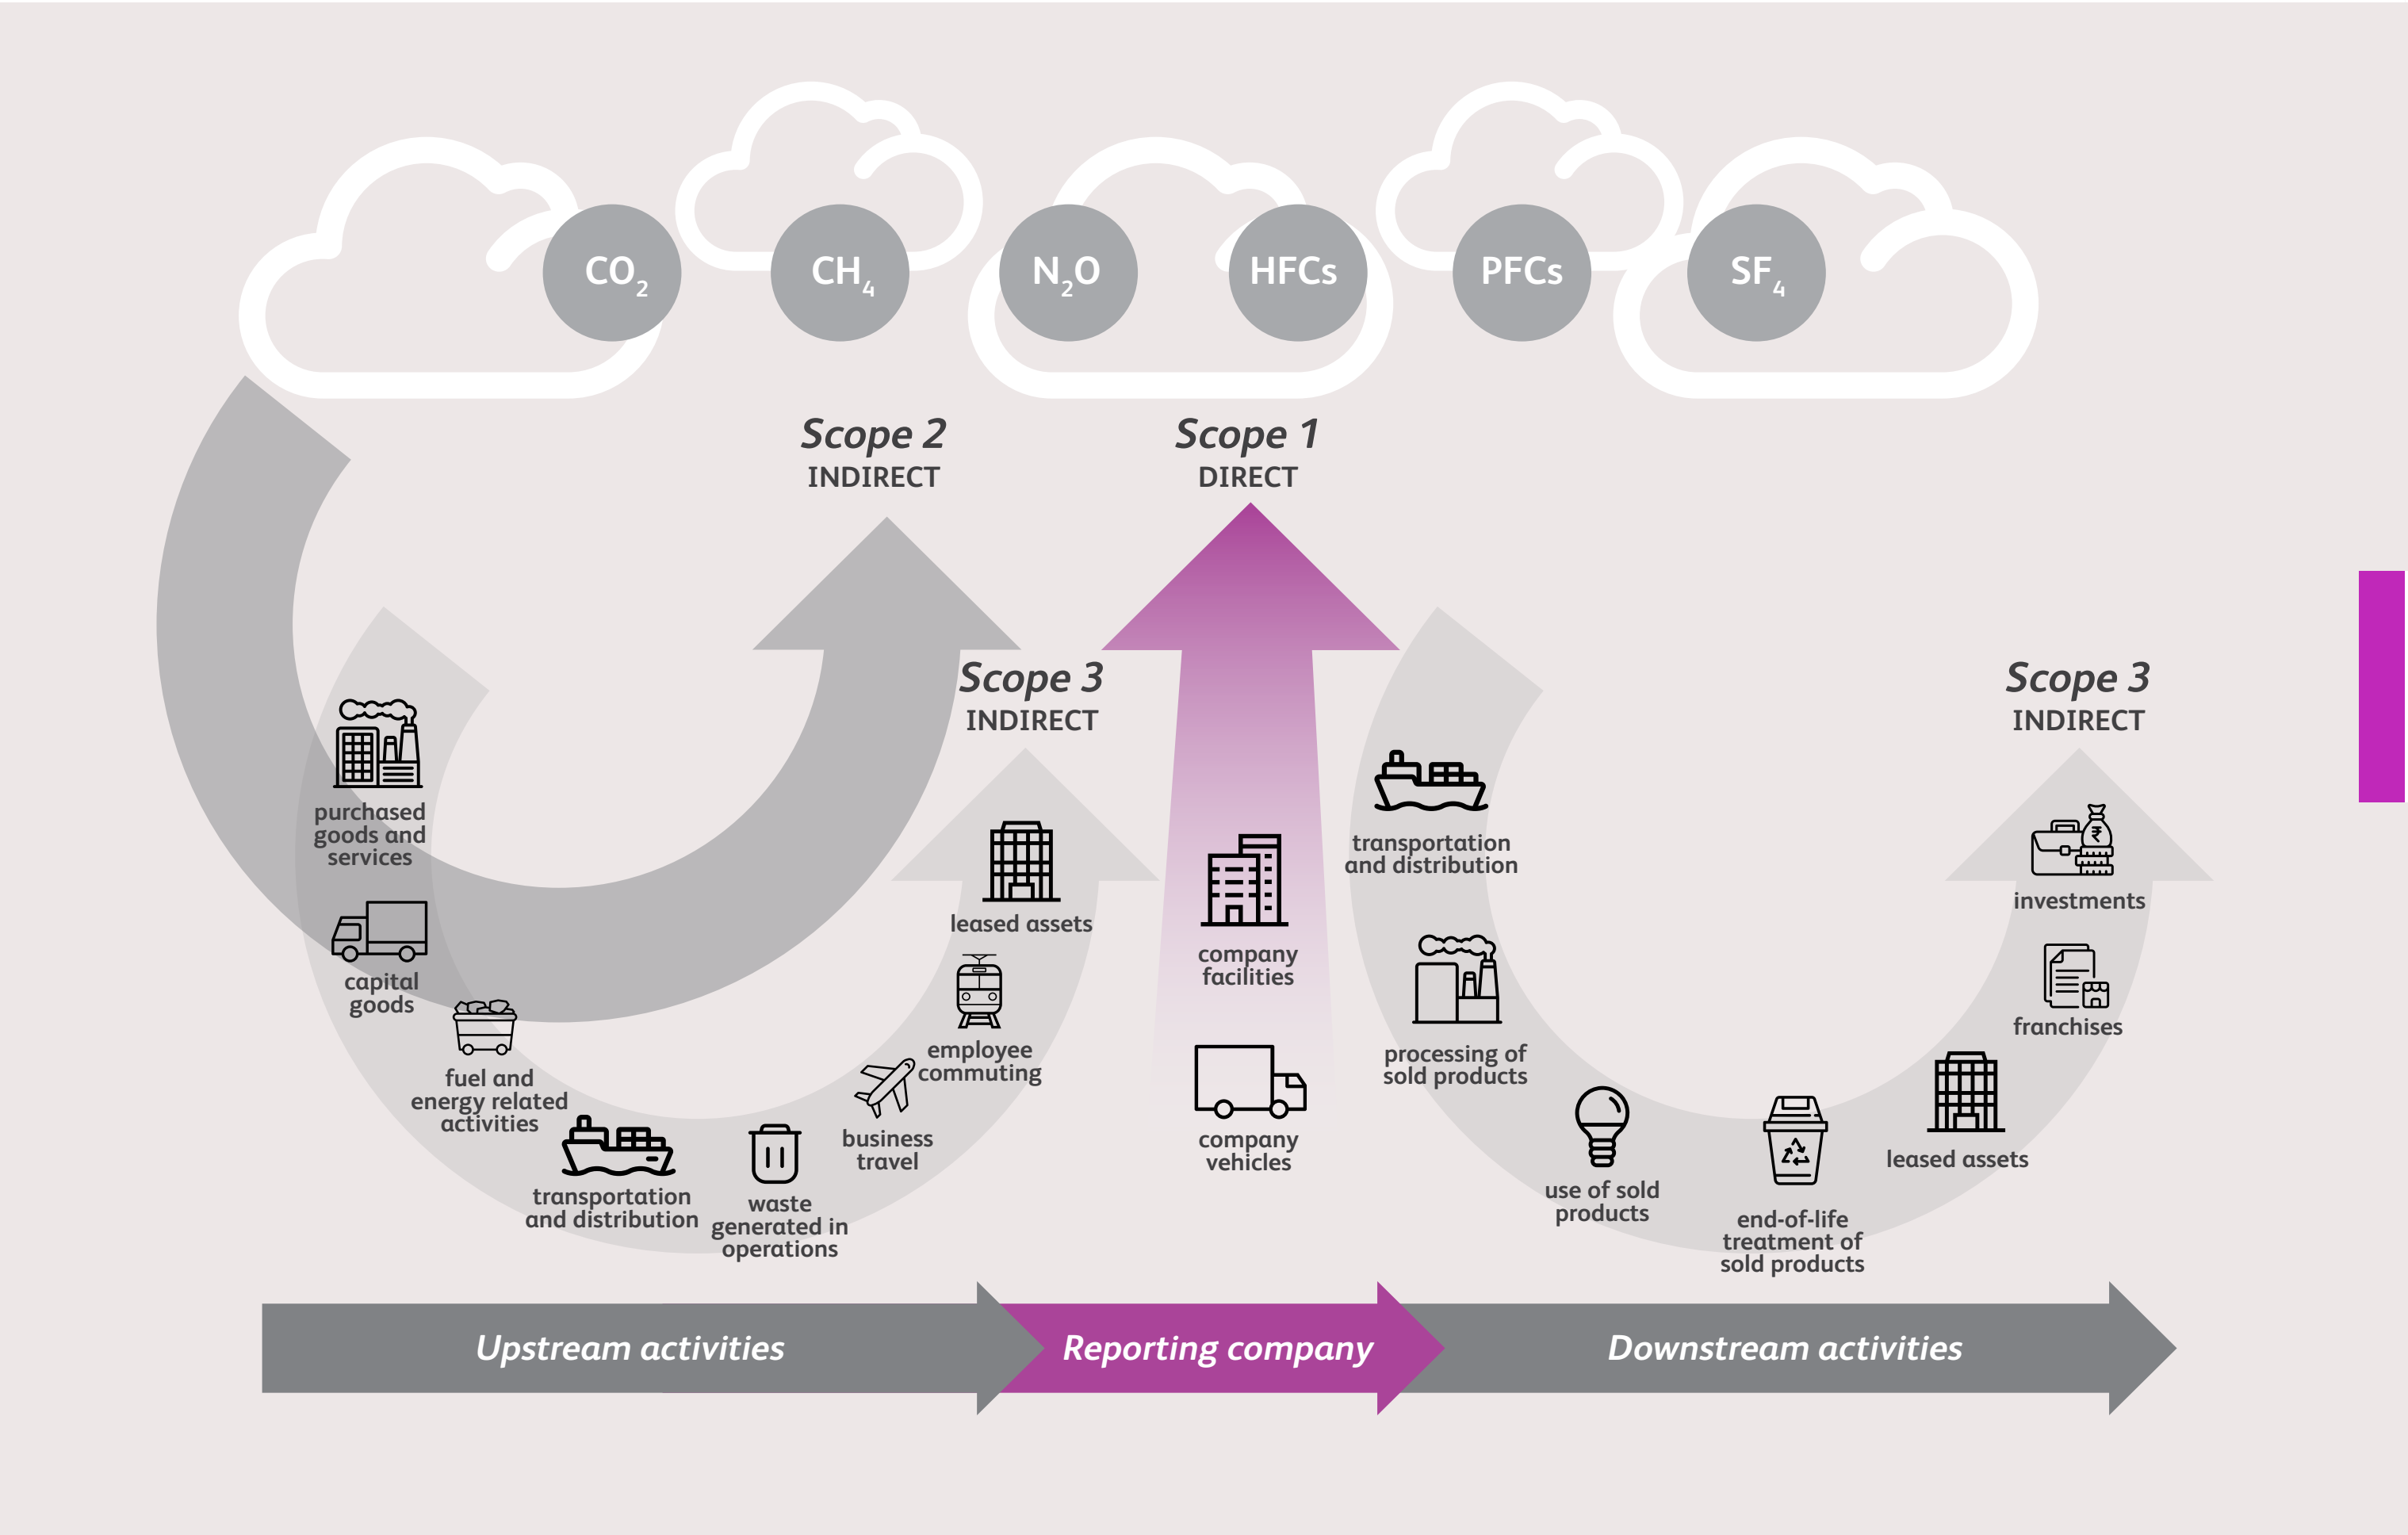 CO₂
CH₄
N₂O
HFCs
PFCs
SF₄
Scope 2
INDIRECT
Scope 1
DIRECT
Scope 3
INDIRECT
Scope 3
INDIRECT
purchased
goods and
services
capital
goods
fuel and
energy related
activities
transportation
and distribution
waste
generated in
operations
business
travel
employee
commuting
leased assets
company
facilities
company
vehicles
transportation
and distribution
processing of
sold products
use of sold
products
end-of-life
treatment of
sold products
leased assets
franchises
investments
₹
Upstream activities
Reporting company
Downstream activities